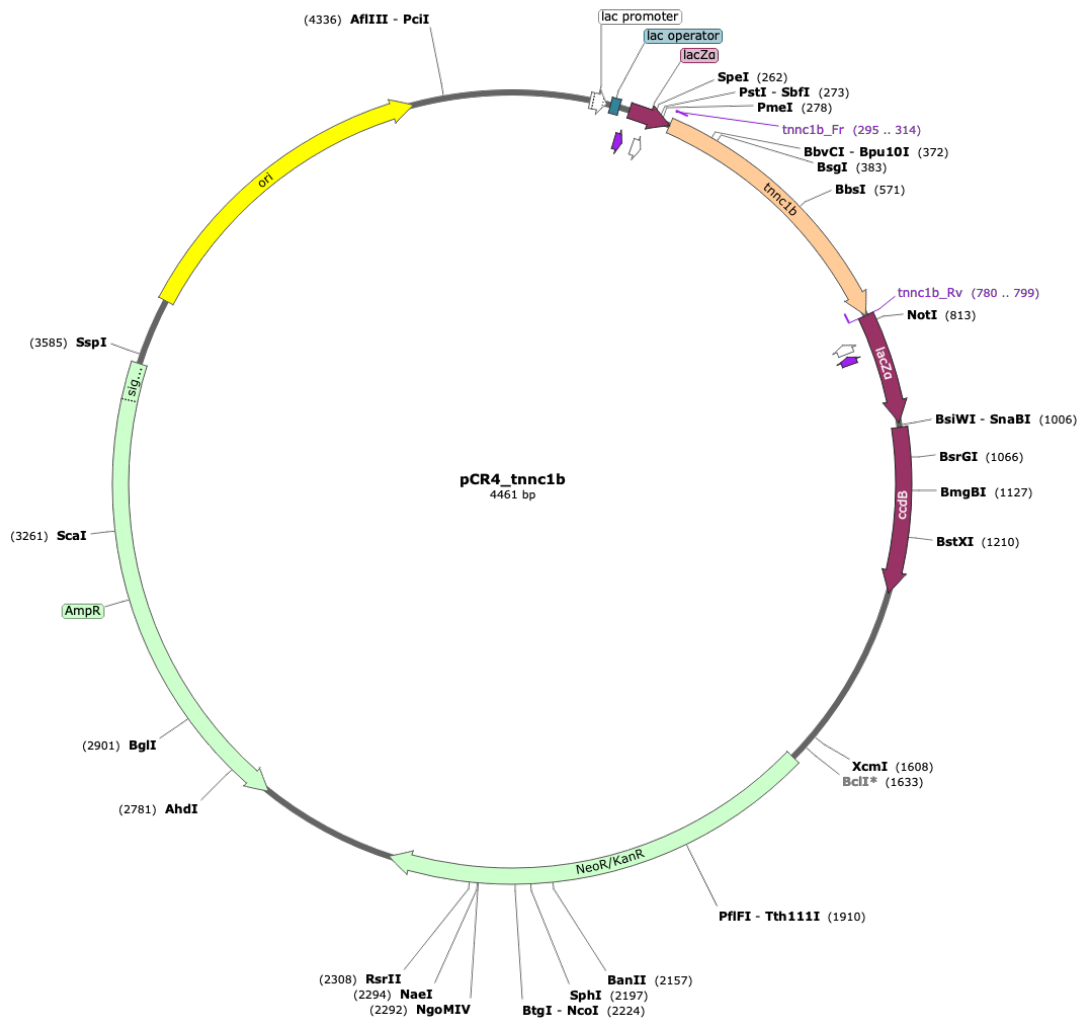 lac promoter
lac operator
lacZα
SpeI (262)
PstI - SbfI (273)
PmeI (278)
tnnc1b_Fr (295 .. 314)
BbvCI - Bpu10I (372)
BsgI (383)
BbsI (571)
tnnc1b
tnnc1b_Rv (780 .. 799)
NotI (813)
lacZα
BsiWI - SnaBI (1006)
BsrGI (1066)
BmgBI (1127)
ccdB
BstXI (1210)
XcmI (1608)
BclI* (1633)
NeoR/KanR
PflFI - Tth111I (1910)
BanII (2157)
SphI (2197)
BtgI - NcoI (2224)
(2292) NgoMIV
(2294) NaeI
(2308) RsrII
(2781) AhdI
(2901) BglI
AmpR
(3261) ScaI
sig...
(3585) SspI
ori
(4336) AflIII - PciI
pCR4_tnnc1b
4461 bp